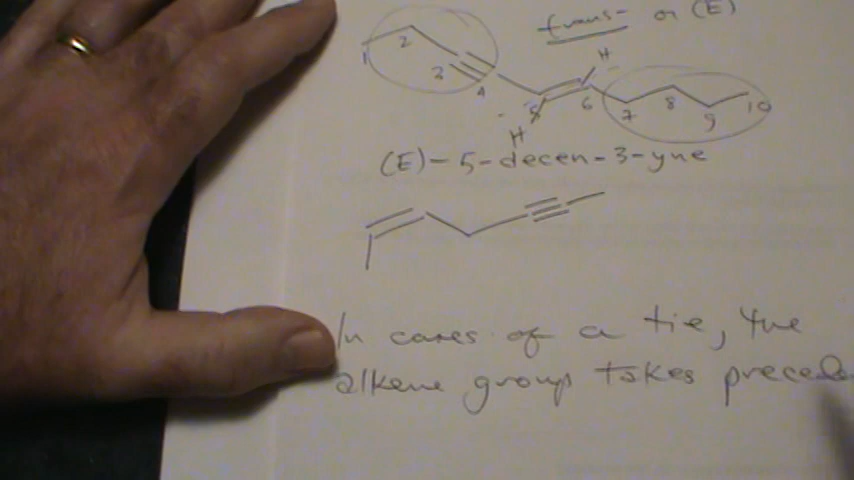 trans- or (E)
1 2 3 4 5 6 7 8 9 10
H
H
(E)-5-decen-3-yne
In cases of a tie, the
alkene group takes